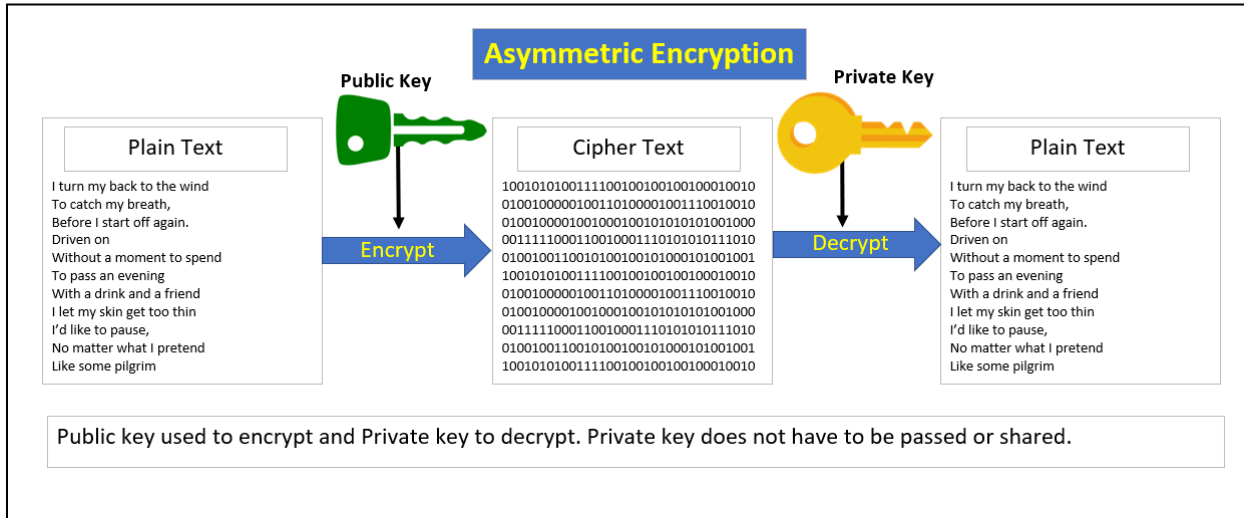 Asymmetric Encryption
Public Key
Private Key
Plain Text
I turn my back to the wind
To catch my breath,
Before I start off again.
Driven on
Without a moment to spend
To pass an evening
With a drink and a friend
I let my skin get too thin
I’d like to pause,
No matter what I pretend
Like some pilgrim
Encrypt
Cipher Text
1001010100111100100100100100010010
0100100000100110100001001110010010
0100100001001000100101010101001000
0011111000110010001110101010111010
0100100110010100100101000101001001
1001010100111100100100100100010010
0100100000100110100001001110010010
0100100001001000100101010101001000
0011111000110010001110101010111010
0100100110010100100101000101001001
1001010100111100100100100100010010
Decrypt
Plain Text
I turn my back to the wind
To catch my breath,
Before I start off again.
Driven on
Without a moment to spend
To pass an evening
With a drink and a friend
I let my skin get too thin
I’d like to pause,
No matter what I pretend
Like some pilgrim
Public key used to encrypt and Private key to decrypt. Private key does not have to be passed or shared.